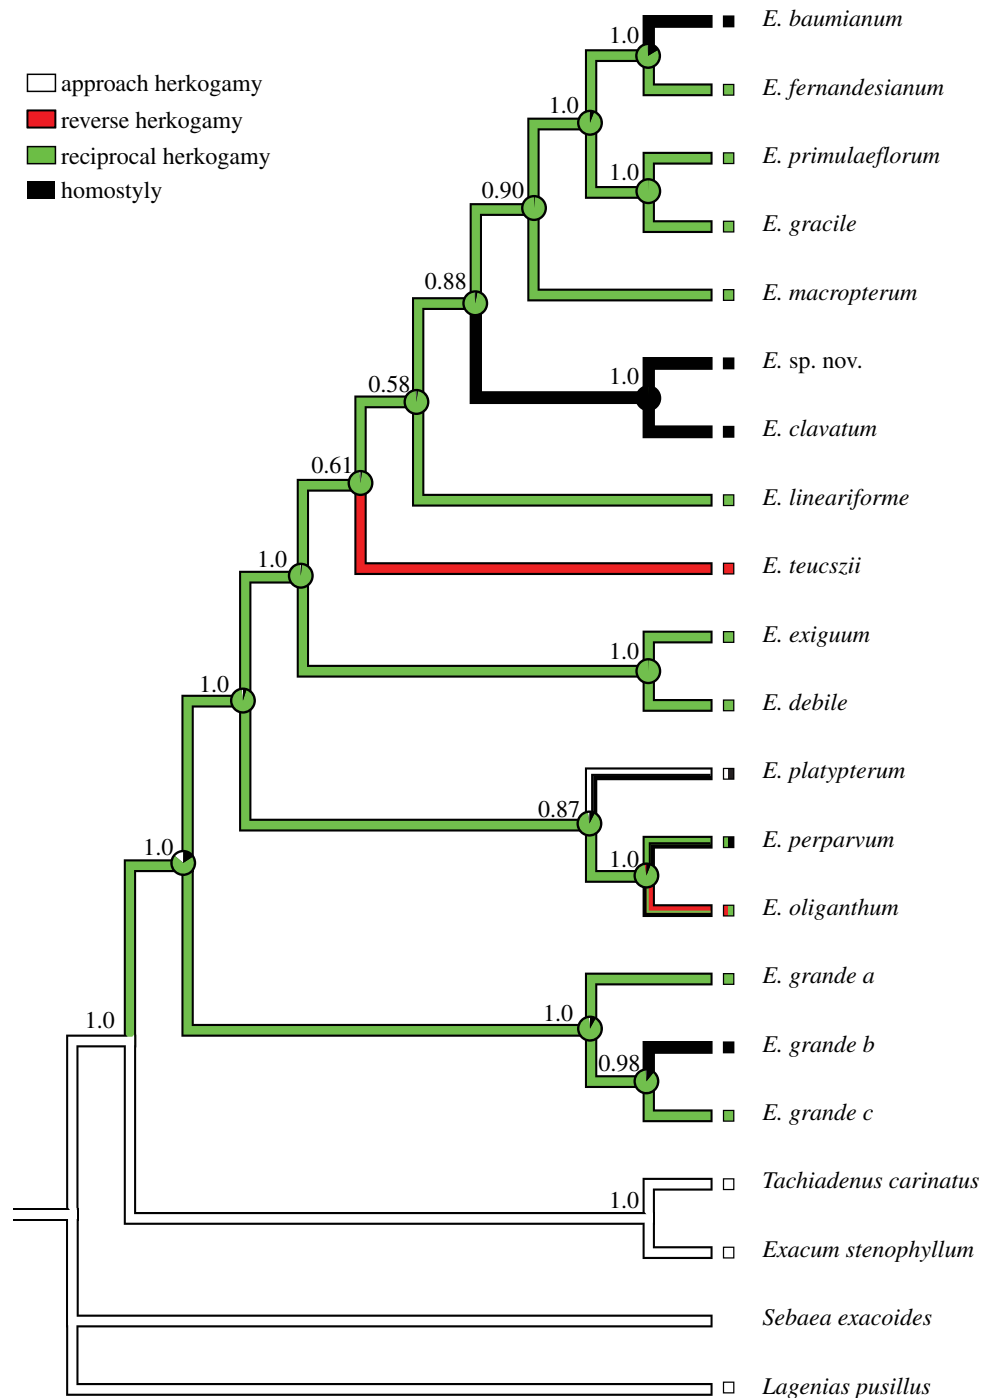 1.0
E. baumianum
approach herkogamy
E. fernandesianum
reverse herkogamy
1.0
reciprocal herkogamy
E. primulaeflorum
1.0
homostyly
0.90
E. gracile
0.88
E. macropterum
E. sp. nov.
0.58
1.0
E. clavatum
0.61
E. lineariforme
1.0
E. teucszii
E. exiguum
1.0
1.0
E. debile
E. platypterum
0.87
1.0
E. perparvum
1.0
E. oliganthum
E. grande a
1.0
1.0
E. grande b
0.98
E. grande c
Tachiadenus carinatus
1.0
Exacum stenophyllum
Sebaea exacoides
Lagenias pusillus